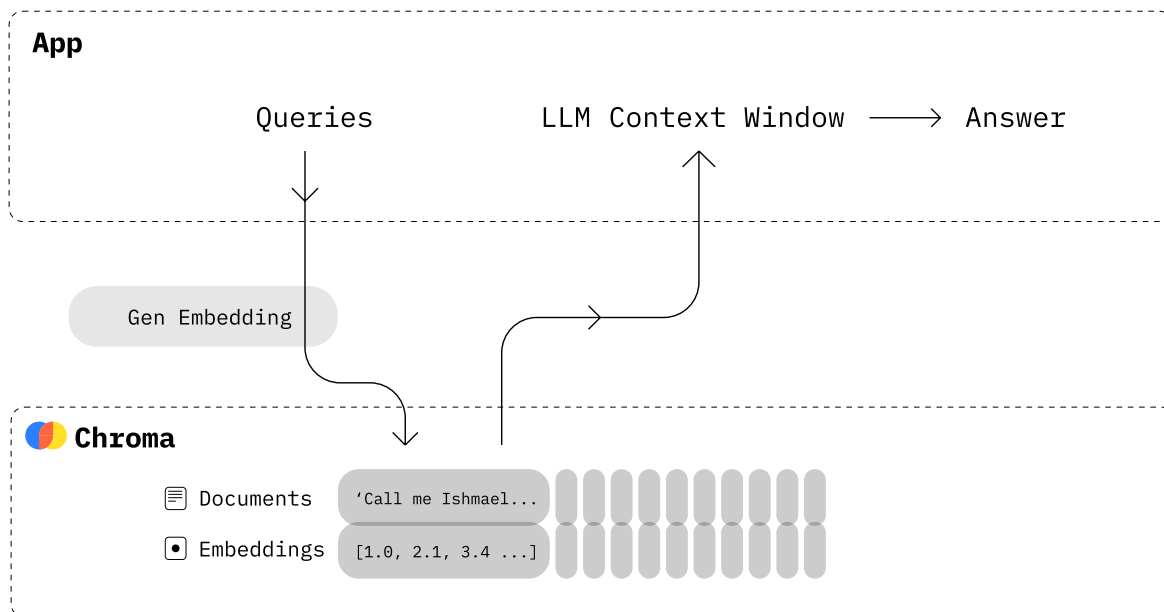 App
Queries
LLM Context Window
Answer
Gen Embedding
Chroma
Documents
‘Call me Ishmael...
Embeddings
[1.0, 2.1, 3.4 ...]